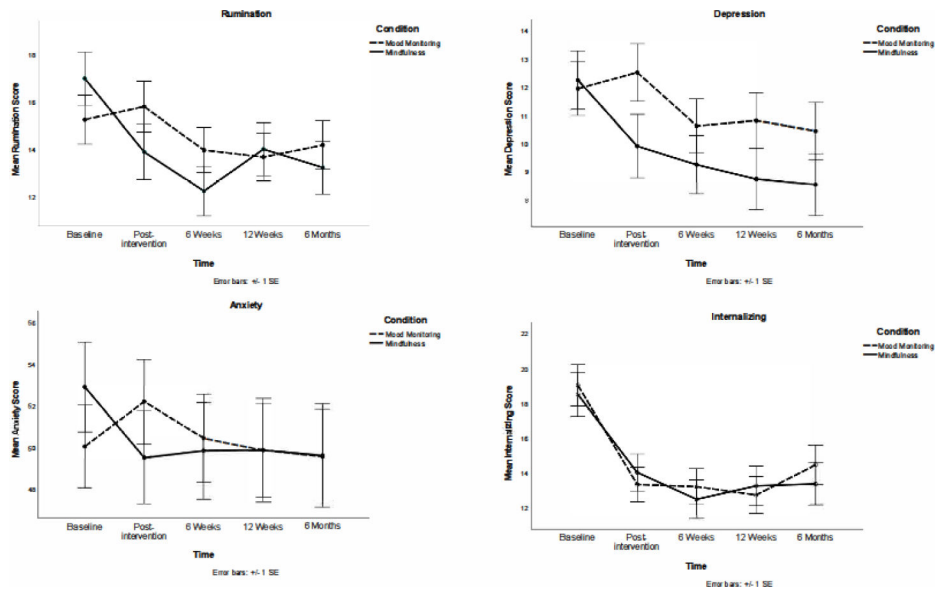 Rumination
Condition
Mood Monitoring
Mindfulness
Mean Rumination Score
18
16
14
12
Baseline
Post-
intervention
6 Weeks
12 Weeks
6 Months
Time
Error bars: +/- 1 SE
Depression
Condition
Mood Monitoring
Mindfulness
Mean Depression Score
14
13
12
11
10
9
8
Baseline
Post-
intervention
6 Weeks
12 Weeks
6 Months
Time
Error bars: +/- 1 SE
Anxiety
Condition
Mood Monitoring
Mindfulness
Mean Anxiety Score
56
54
52
50
48
Baseline
Post-
intervention
6 Weeks
12 Weeks
6 Months
Time
Error bars: +/- 1 SE
Internalizing
Condition
Mood Monitoring
Mindfulness
Mean Internalizing Score
22
20
18
16
14
12
Baseline
Post-
intervention
6 Weeks
12 Weeks
6 Months
Time
Error bars: +/- 1 SE